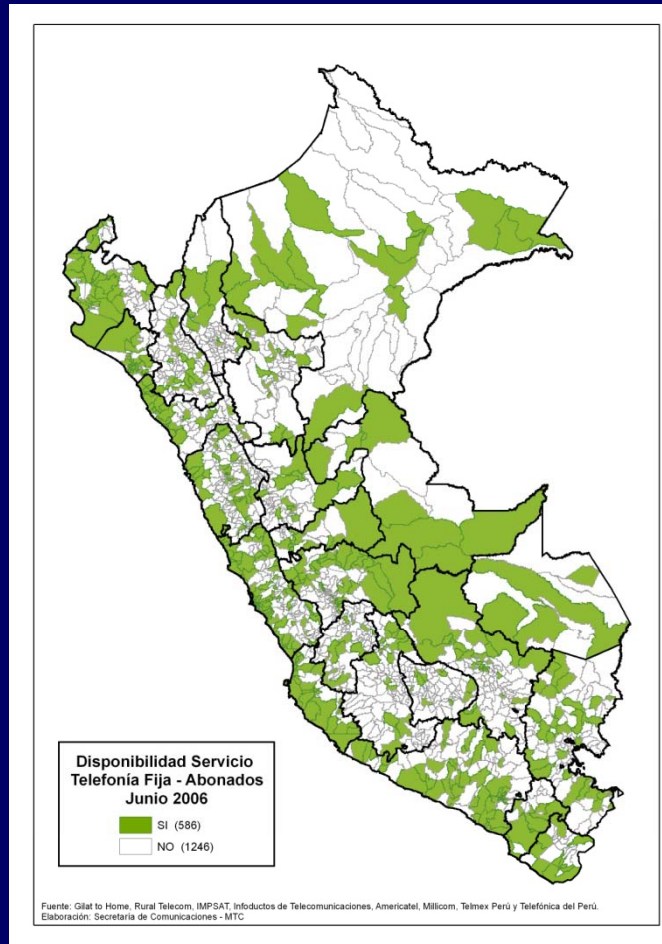 Disponibilidad Servicio
Telefonía Fija - Abonados
Junio 2006
SI (586)
NO (1246)
Fuente: Gilat to Home, Rural Telecom, IMPSAT, Infoductos de Telecomunicaciones, Americatel, Millicom, Telmex Perú y Telefónica del Perú.
Elaboración: Secretaría de Comunicaciones - MTC